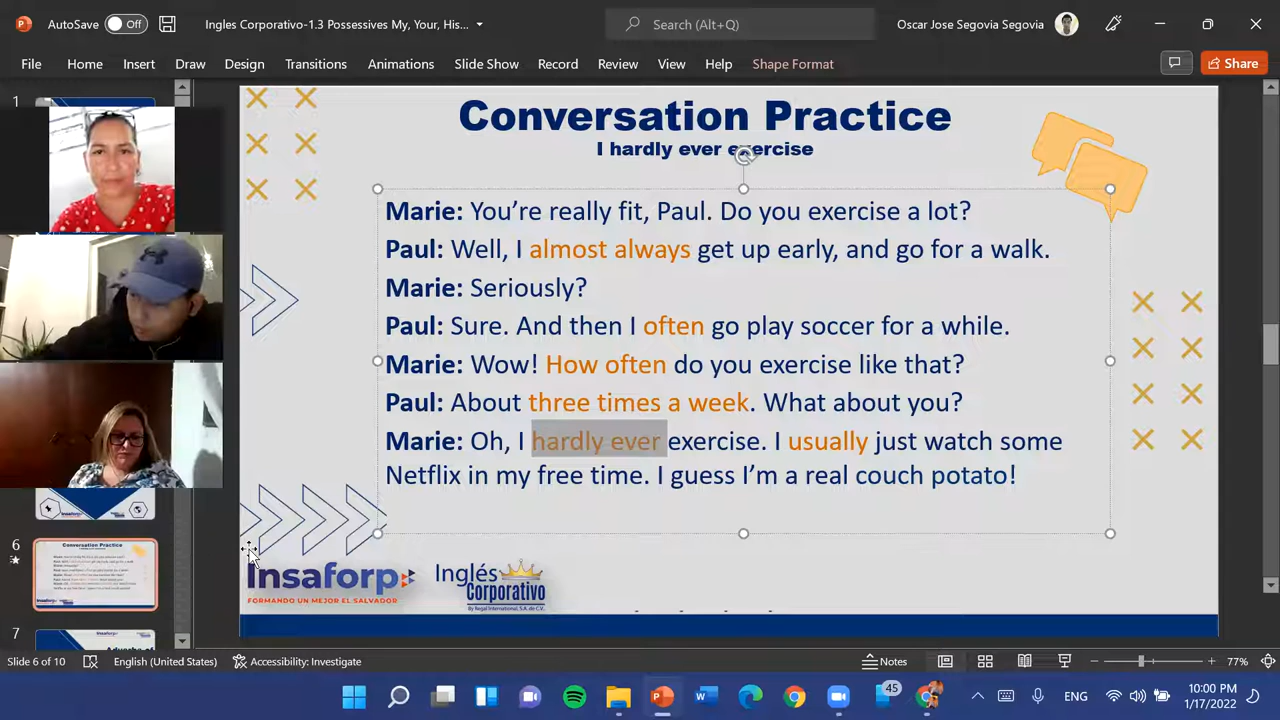 AutoSave Off
Ingles Corporativo-1.3 Possessives My, Your, His...
Search (Alt+Q)
Oscar Jose Segovia Segovia
File Home Insert Draw Design Transitions Animations Slide Show Record Review View Help Shape Format
Share
1
Conversation Practice
I hardly ever exercise
Marie: You’re really fit, Paul. Do you exercise a lot?
Paul: Well, I almost always get up early, and go for a walk.
Marie: Seriously?
Paul: Sure. And then I often go play soccer for a while.
Marie: Wow! How often do you exercise like that?
Paul: About three times a week. What about you?
Marie: Oh, I hardly ever exercise. I usually just watch some
Netflix in my free time. I guess I’m a real couch potato!
Insaforp
FORMANDO UN MEJOR EL SALVADOR
Inglés
Corporativo
By Regal International, S.A. de C.V.
6
Conversation Practice
7
Adverbs of
Slide 6 of 10
English (United States)
Accessibility: Investigate
Notes
77%
45
ENG
10:00 PM
1/17/2022